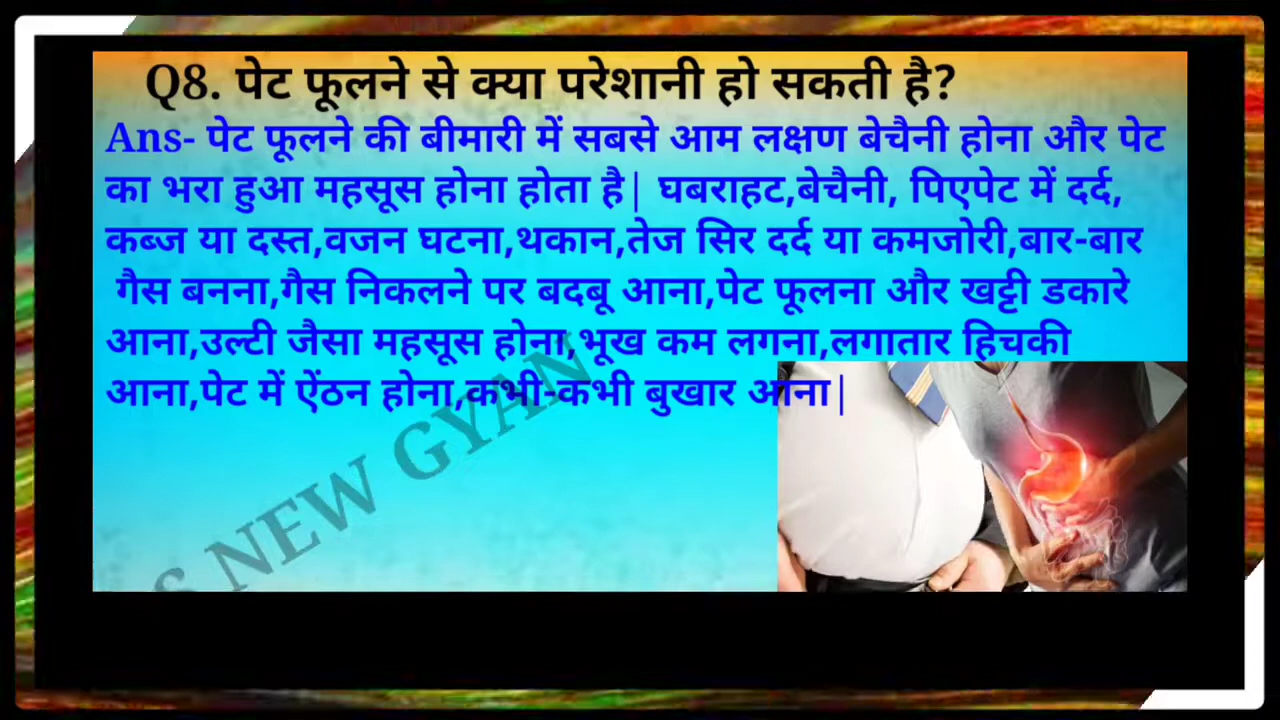 Q8. पेट फूलने से क्या परेशानी हो सकती है?
Ans- पेट फूलने की बीमारी में सबसे आम लक्षण बेचैनी होना और पेट
का भरा हुआ महसूस होना होता है| घबराहट,बेचैनी, पिएपेट में दर्द,
कब्ज या दस्त,वजन घटना,थकान,तेज सिर दर्द या कमजोरी,बार-बार
गैस बनना,गैस निकलने पर बदबू आना,पेट फूलना और खट्टी डकारे
आना,उल्टी जैसा महसूस होना,भूख कम लगना,लगातार हिचकी
आना,पेट में ऐंठन होना,कभी-कभी बुखार आना|
S NEW GYAN